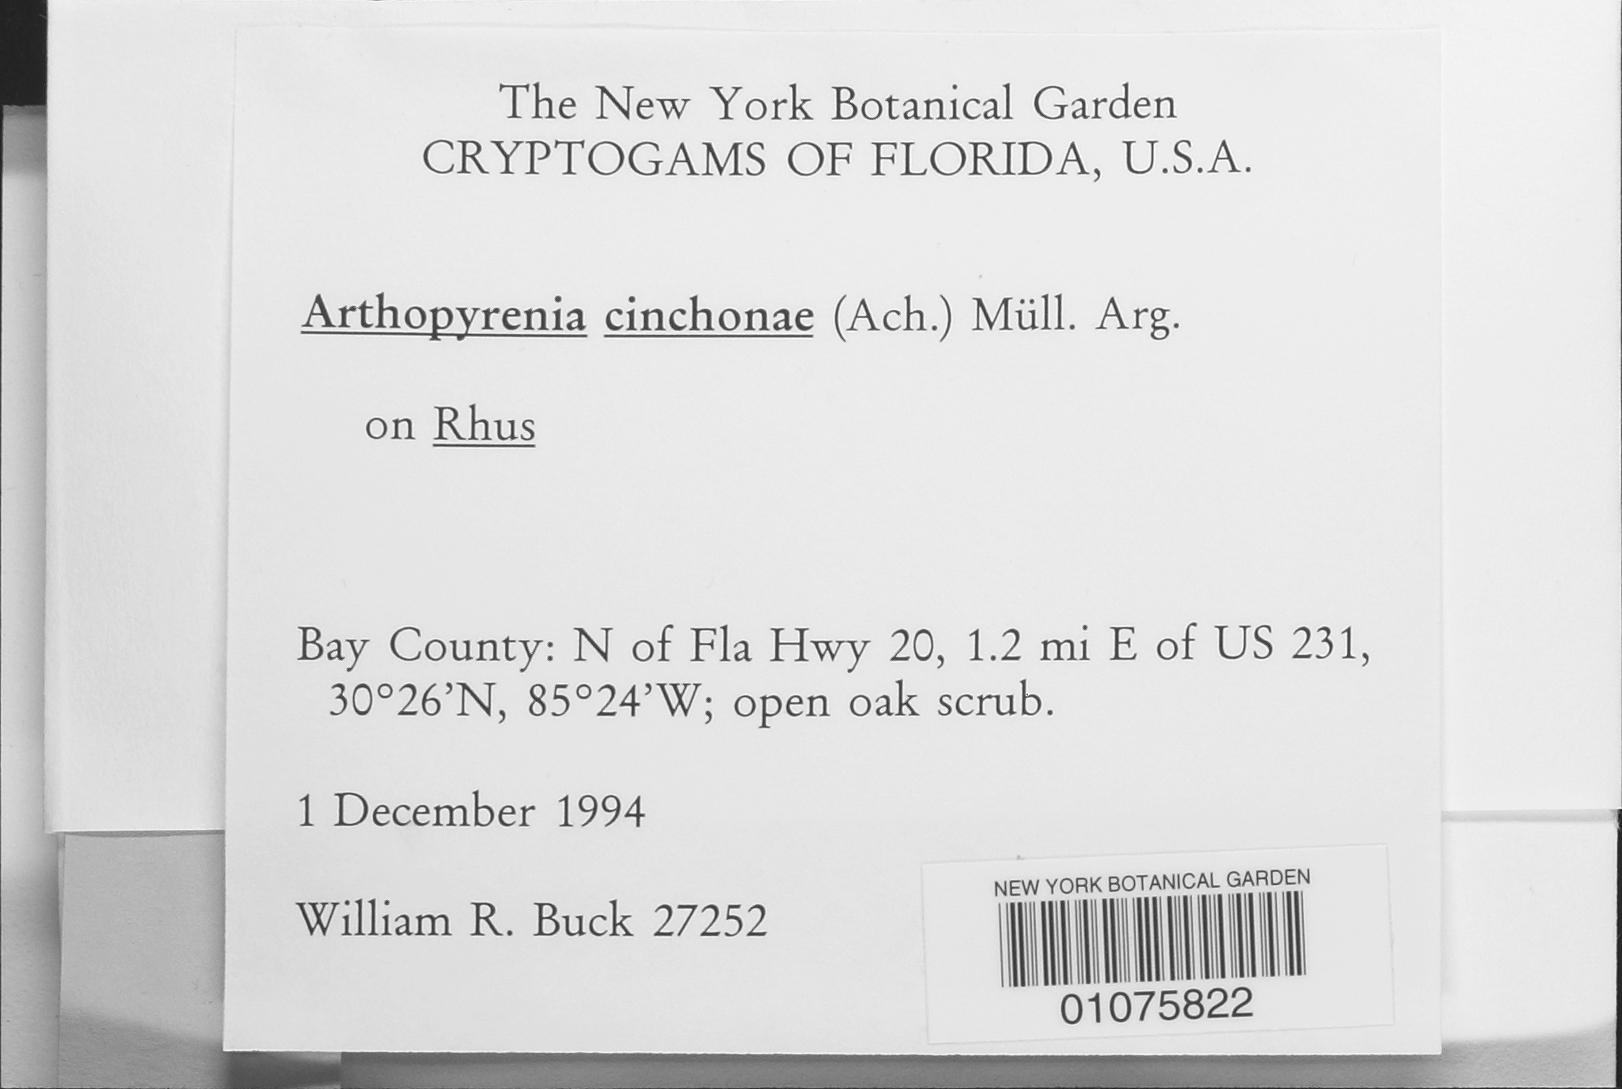 The New York Botanical Garden
CRYPTOGAMS OF FLORIDA, U.S.A.
Arthopyrenia cinchonae (Ach.) Müll. Arg.
on Rhus
Bay County: N of Fla Hwy 20, 1.2 mi E of US 231,
30°26'N, 85°24'W; open oak scrub.
1 December 1994
William R. Buck 27252
NEW YORK BOTANICAL GARDEN
01075822